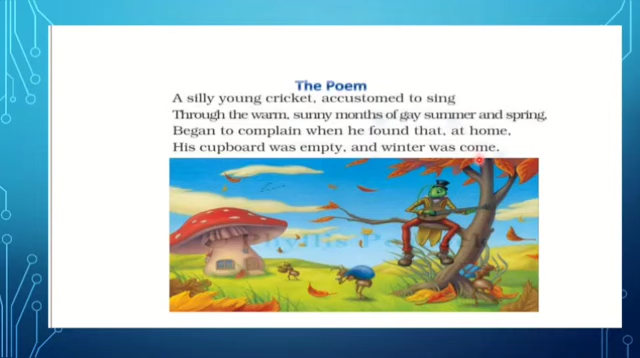 The Poem
A silly young cricket, accustomed to sing
Through the warm, sunny months of gay summer and spring,
Began to complain when he found that, at home,
His cupboard was empty, and winter was come.